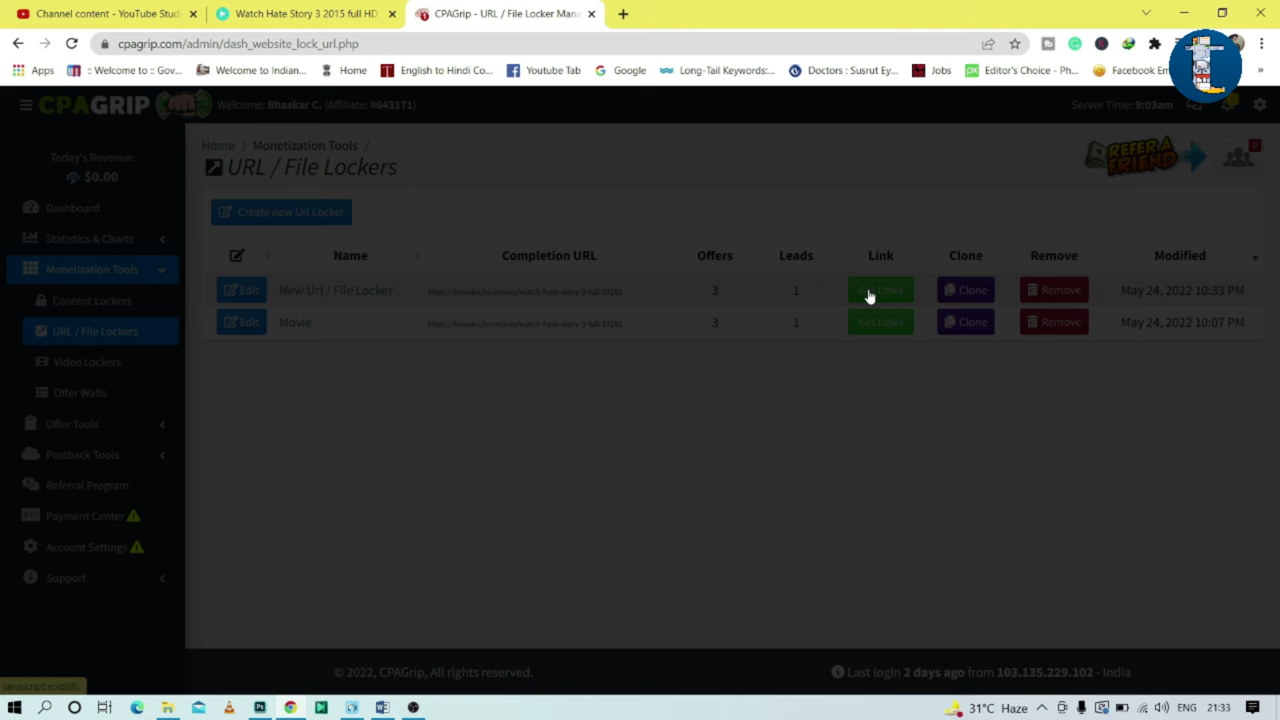 Channel content - YouTube Studi
Watch Hate Story 3 2015 full HD
CPAGrip - URL / File Locker Man
cpagrip.com/admin/dash_website_lock_url.php
Apps
:: Welcome to :: Gov...
Welcome to Indian...
Home
English to Hindi Co...
Youtube Tab
Google
Long-Tail Keywords:...
Doctors : Susrut Ey...
Jobs
Editor's Choice - Ph...
Facebook Em
»
CPAGRIP
Welcome: Bhaskar C. (Affiliate: #643171)
Server Time: 9:03am
Today's Revenue:
$0.00
Home / Monetization Tools /
URL / File Lockers
REFER A
FRIEND
0
Create new Url Locker
Name
Completion URL
Offers
Leads
Link
Clone
Remove
Modified
Edit
New Url / File Locker
3
1
Get Links
Clone
Remove
May 24, 2022 10:33 PM
Edit
Movie
3
1
Get Links
Clone
Remove
May 24, 2022 10:07 PM
Dashboard
Statistics & Charts
Monetization Tools
Content Lockers
URL / File Lockers
Video Lockers
Offer Walls
Offer Tools
Postback Tools
Referral Program
Payment Center
Account Settings
Support
© 2022, CPAGrip, All rights reserved.
Last login 2 days ago from 103.135.229.102 - India
javascript:void(0);
31°C Haze
ENG
21:33